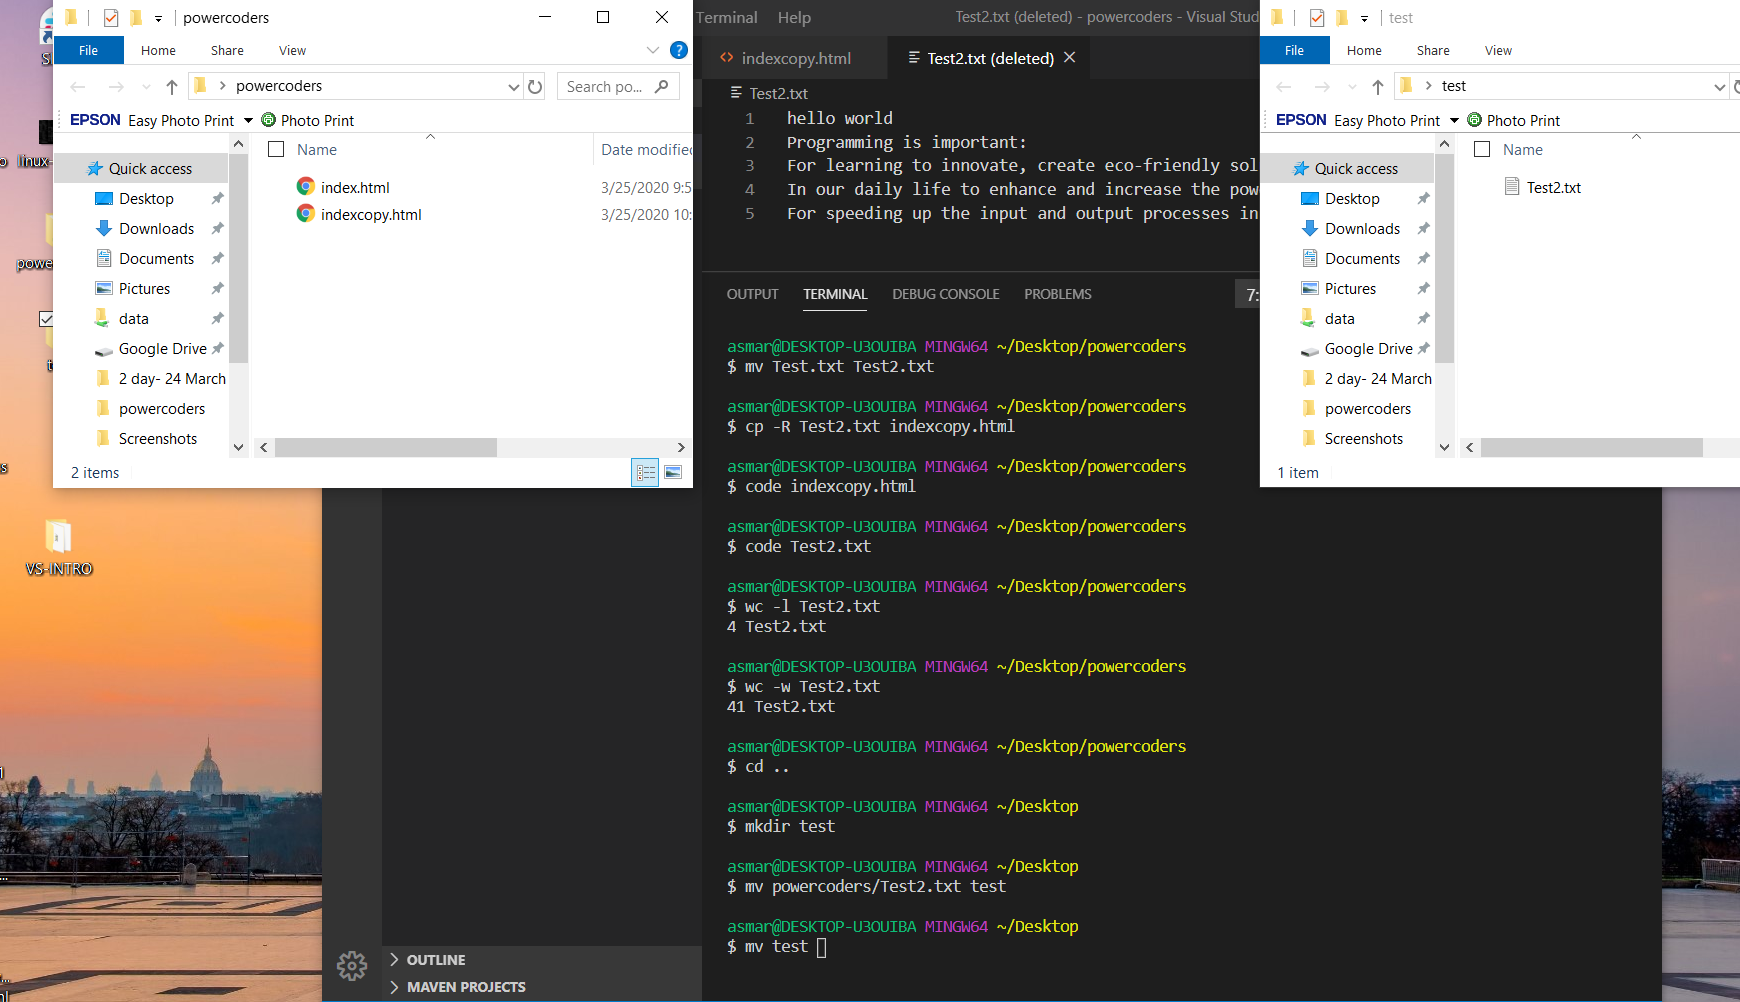 powercoders
File
Home
Share
View
powercoders
Search po...
EPSON Easy Photo Print
Photo Print
Quick access
Desktop
Downloads
Documents
Pictures
data
Google Drive
2 day- 24 March
powercoders
Screenshots
Name
Date modified
index.html
3/25/2020 9:5
indexcopy.html
3/25/2020 10:
2 items
VS-INTRO
linux-
powe
Terminal
Help
Test2.txt (deleted) - powercoders - Visual Stud
indexcopy.html
Test2.txt (deleted)
Test2.txt
1 hello world
2 Programming is important:
3 For learning to innovate, create eco-friendly sol
4 In our daily life to enhance and increase the pow
5 For speeding up the input and output processes in
OUTPUT
TERMINAL
DEBUG CONSOLE
PROBLEMS
7:
asmar@DESKTOP-U3OUIBA MINGW64 ~/Desktop/powercoders
$ mv Test.txt Test2.txt
asmar@DESKTOP-U3OUIBA MINGW64 ~/Desktop/powercoders
$ cp -R Test2.txt indexcopy.html
asmar@DESKTOP-U3OUIBA MINGW64 ~/Desktop/powercoders
$ code indexcopy.html
asmar@DESKTOP-U3OUIBA MINGW64 ~/Desktop/powercoders
$ code Test2.txt
asmar@DESKTOP-U3OUIBA MINGW64 ~/Desktop/powercoders
$ wc -l Test2.txt
4 Test2.txt
asmar@DESKTOP-U3OUIBA MINGW64 ~/Desktop/powercoders
$ wc -w Test2.txt
41 Test2.txt
asmar@DESKTOP-U3OUIBA MINGW64 ~/Desktop/powercoders
$ cd ..
asmar@DESKTOP-U3OUIBA MINGW64 ~/Desktop
$ mkdir test
asmar@DESKTOP-U3OUIBA MINGW64 ~/Desktop
$ mv powercoders/Test2.txt test
asmar@DESKTOP-U3OUIBA MINGW64 ~/Desktop
$ mv test
OUTLINE
MAVEN PROJECTS
test
File
Home
Share
View
test
EPSON Easy Photo Print
Photo Print
Quick access
Desktop
Downloads
Documents
Pictures
data
Google Drive
2 day- 24 March
powercoders
Screenshots
Name
Test2.txt
1 item